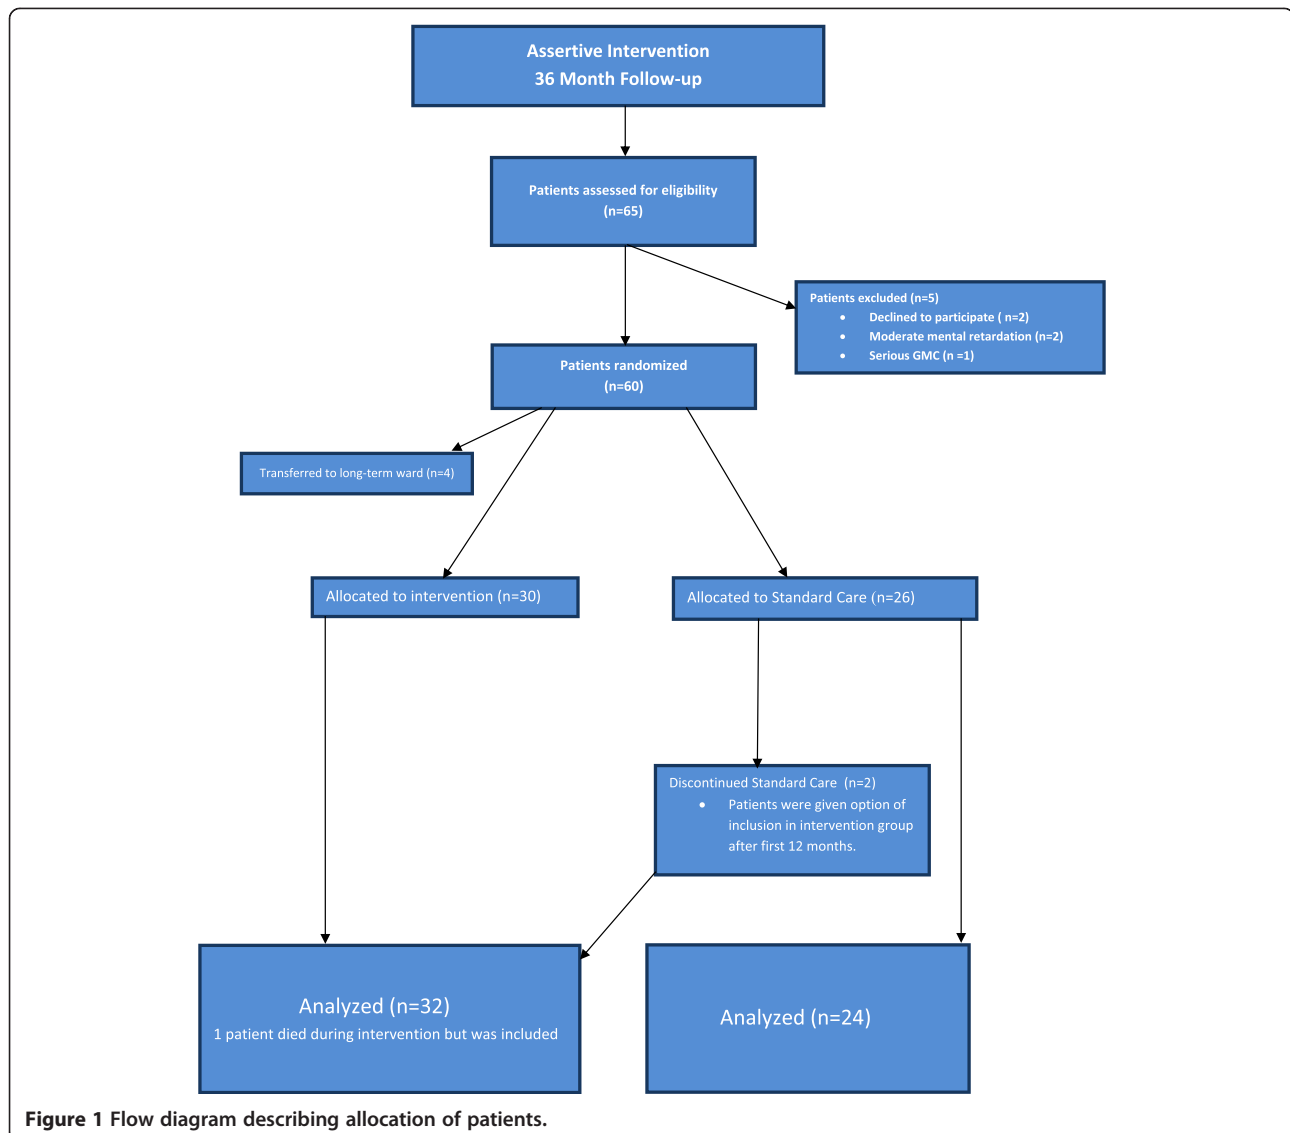 Assertive Intervention
36 Month Follow-up
Patients assessed for eligibility
(n=65)
Patients excluded (n=5)
• Declined to participate ( n=2)
• Moderate mental retardation (n=2)
• Serious GMC (n =1)
Patients randomized
(n=60)
Transferred to long-term ward (n=4)
Allocated to intervention (n=30)
Allocated to Standard Care (n=26)
Discontinued Standard Care (n=2)
• Patients were given option of
inclusion in intervention group
after first 12 months.
Analyzed (n=32)
1 patient died during intervention but was included
Analyzed (n=24)
Figure 1 Flow diagram describing allocation of patients.